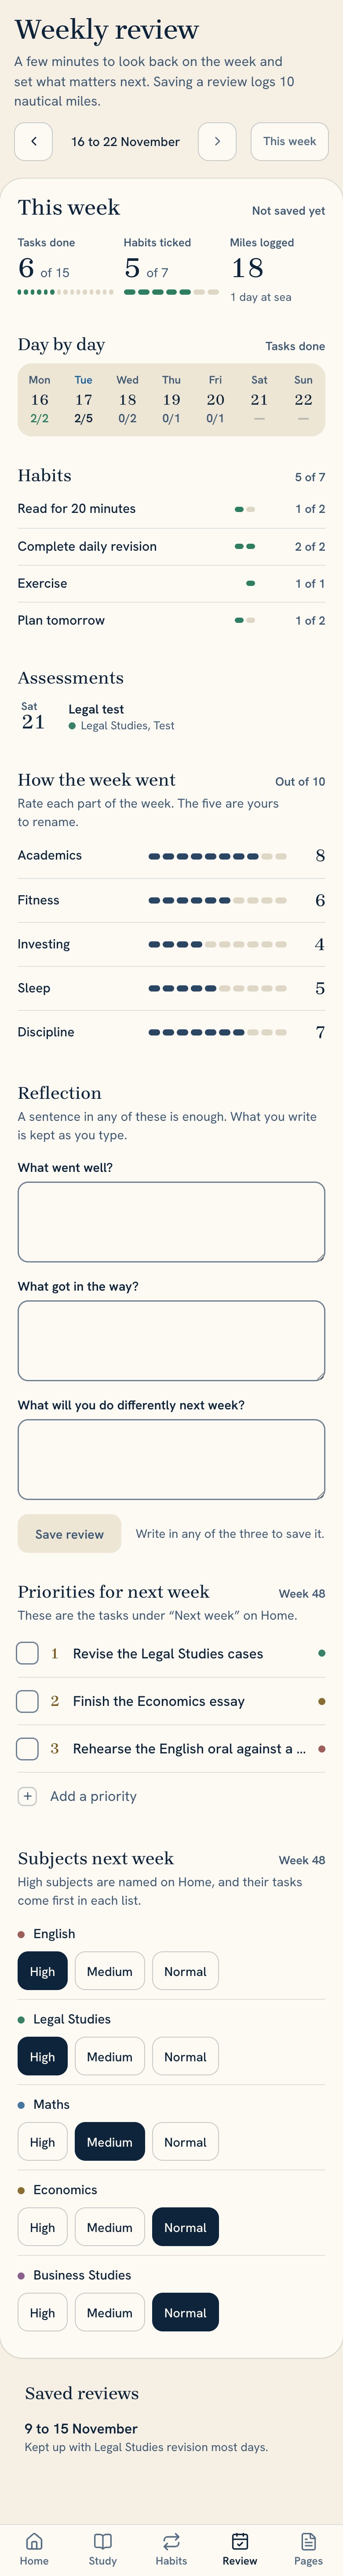 Weekly review
A few minutes to look back on the week and
set what matters next. Saving a review logs 10
nautical miles.
16 to 22 November
This week
This week
Not saved yet
Tasks done
Habits ticked
Miles logged
6 of 15
5 of 7
18
1 day at sea
Day by day
Tasks done
Mon Tue Wed Thu Fri Sat Sun
16 17 18 19 20 21 22
2/2 2/5 0/2 0/1 0/1 — —
Habits
5 of 7
Read for 20 minutes
1 of 2
Complete daily revision
2 of 2
Exercise
1 of 1
Plan tomorrow
1 of 2
Assessments
Sat
21
Legal test
Legal Studies, Test
How the week went
Out of 10
Rate each part of the week. The five are yours
to rename.
Academics
8
Fitness
6
Investing
4
Sleep
5
Discipline
7
Reflection
A sentence in any of these is enough. What you write
is kept as you type.
What went well?
What got in the way?
What will you do differently next week?
Save review
Write in any of the three to save it.
Priorities for next week
Week 48
These are the tasks under “Next week” on Home.
1 Revise the Legal Studies cases
2 Finish the Economics essay
3 Rehearse the English oral against a ...
+ Add a priority
Subjects next week
Week 48
High subjects are named on Home, and their tasks
come first in each list.
English
High Medium Normal
Legal Studies
High Medium Normal
Maths
High Medium Normal
Economics
High Medium Normal
Business Studies
High Medium Normal
Saved reviews
9 to 15 November
Kept up with Legal Studies revision most days.
Home Study Habits Review Pages